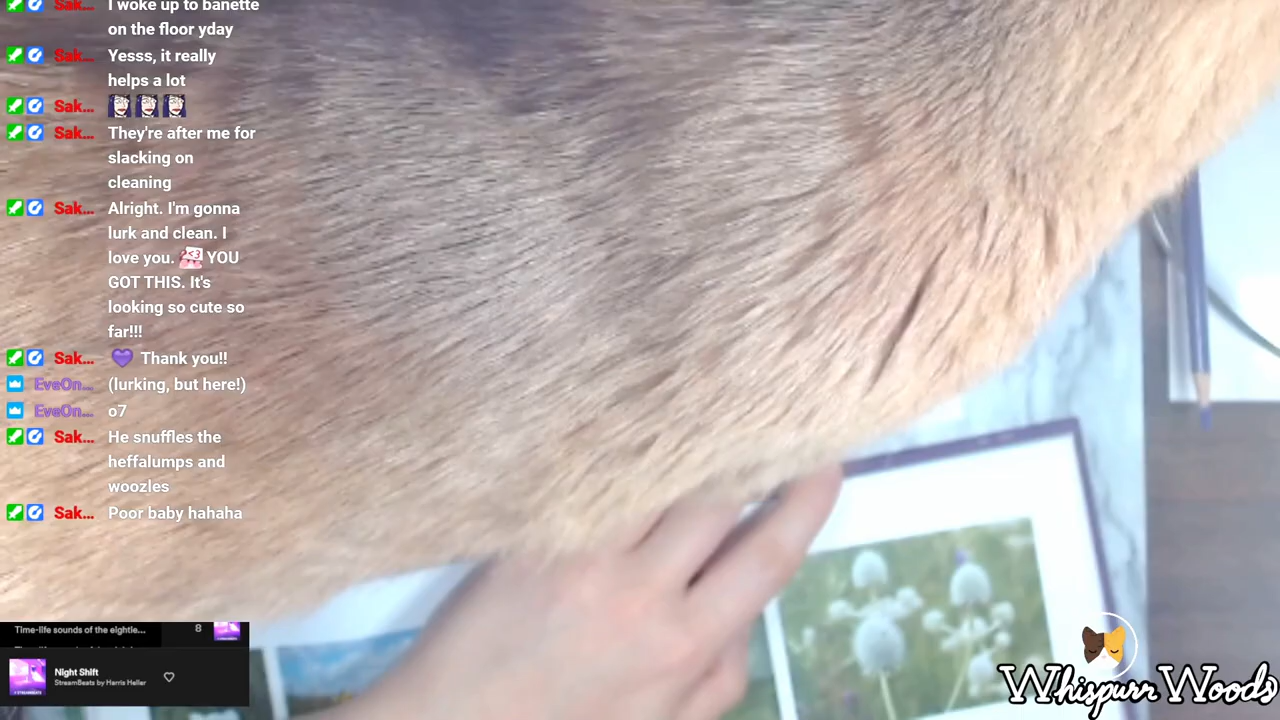 Sak... I woke up to banette
on the floor yday
Sak... Yesss, it really
helps a lot
Sak...
Sak... They're after me for
slacking on
cleaning
Sak... Alright. I'm gonna
lurk and clean. I
love you. YOU
GOT THIS. It's
looking so cute so
far!!!
Sak... 💜 Thank you!!
EveOn... (lurking, but here!)
EveOn... o7
Sak... He snuffles the
heffalumps and
woozles
Sak... Poor baby hahaha
Time-life sounds of the eightie... 8
Night Shift
StreamBeats by Harris Heller
Whispurr Woods